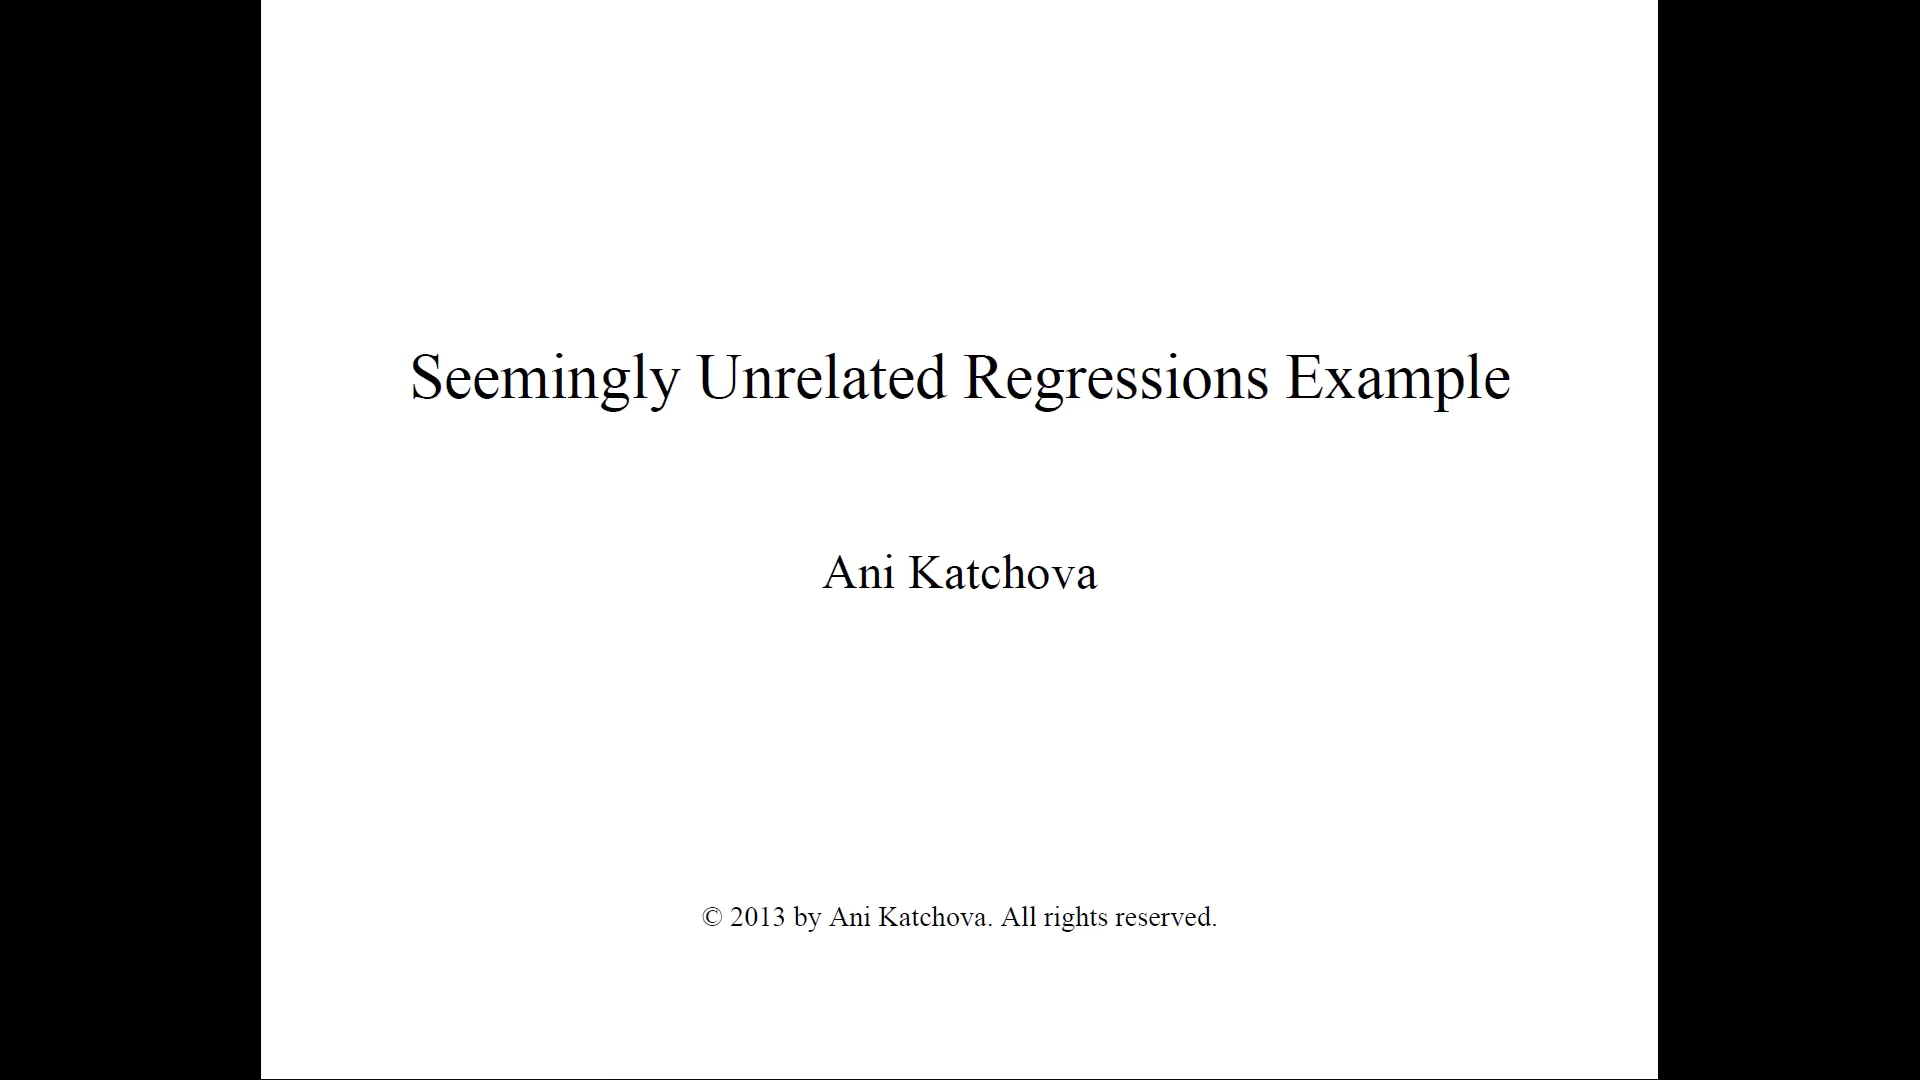 Seemingly Unrelated Regressions Example
Ani Katchova
© 2013 by Ani Katchova. All rights reserved.